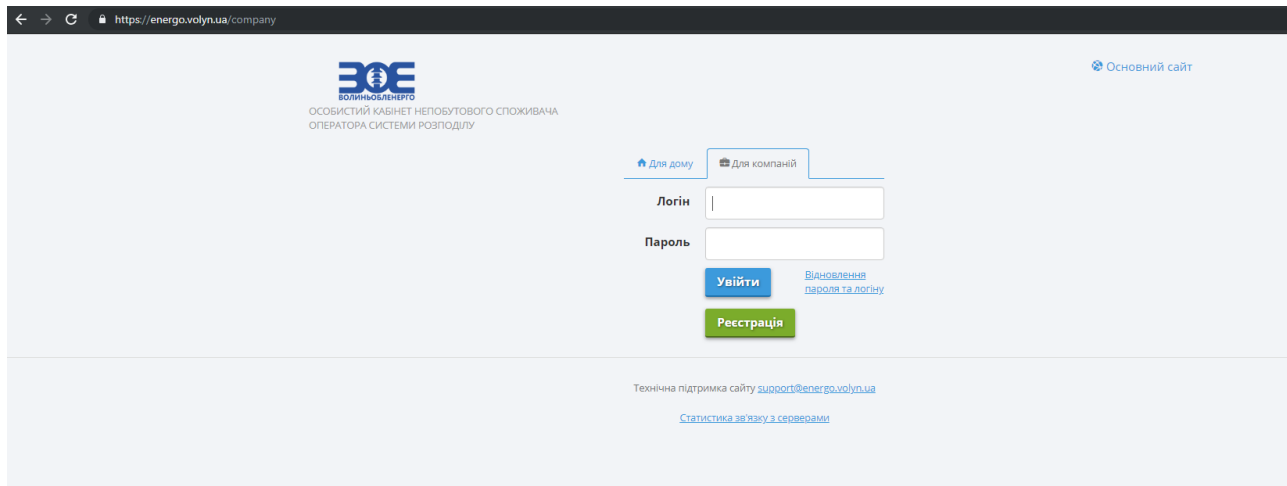 https://energo.volyn.ua/company
ЗОЕ
ВОЛИНЬОБЛЕНЕРГО
Основний сайт
ОСОБИСТИЙ КАБІНЕТ НЕПОБУТОВОГО СПОЖИВАЧА
ОПЕРАТОРА СИСТЕМИ РОЗПОДІЛУ
Для дому
Для компаній
Логін
Пароль
Увійти
Відновлення
пароля та логіну
Реєстрація
Технічна підтримка сайту support@energo.volyn.ua
Статистика зв'язку з серверами